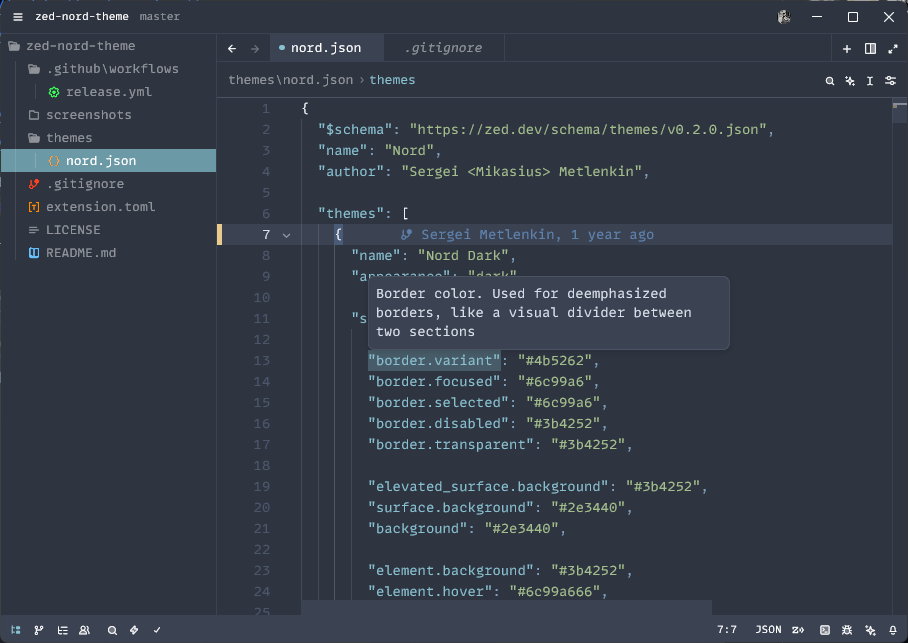 zed-nord-theme master
zed-nord-theme
.github\workflows
release.yml
screenshots
themes
nord.json
.gitignore
extension.toml
LICENSE
README.md
nord.json
.gitignore
themes\nord.json › themes
1 {
2 "$schema": "https://zed.dev/schema/themes/v0.2.0.json",
3 "name": "Nord",
4 "author": "Sergei <Mikasius> Metlenkin",
5
6 "themes": [
7 { Sergei Metlenkin, 1 year ago
8 "name": "Nord Dark",
9 "appearance": "dark"
10
11 "s
12
Border color. Used for deemphasized
borders, like a visual divider between
two sections
13 "border.variant": "#4b5262",
14 "border.focused": "#6c99a6",
15 "border.selected": "#6c99a6",
16 "border.disabled": "#3b4252",
17 "border.transparent": "#3b4252",
18
19 "elevated_surface.background": "#3b4252",
20 "surface.background": "#2e3440",
21 "background": "#2e3440",
22
23 "element.background": "#3b4252",
24 "element.hover": "#6c99a666",
25
7:7 JSON